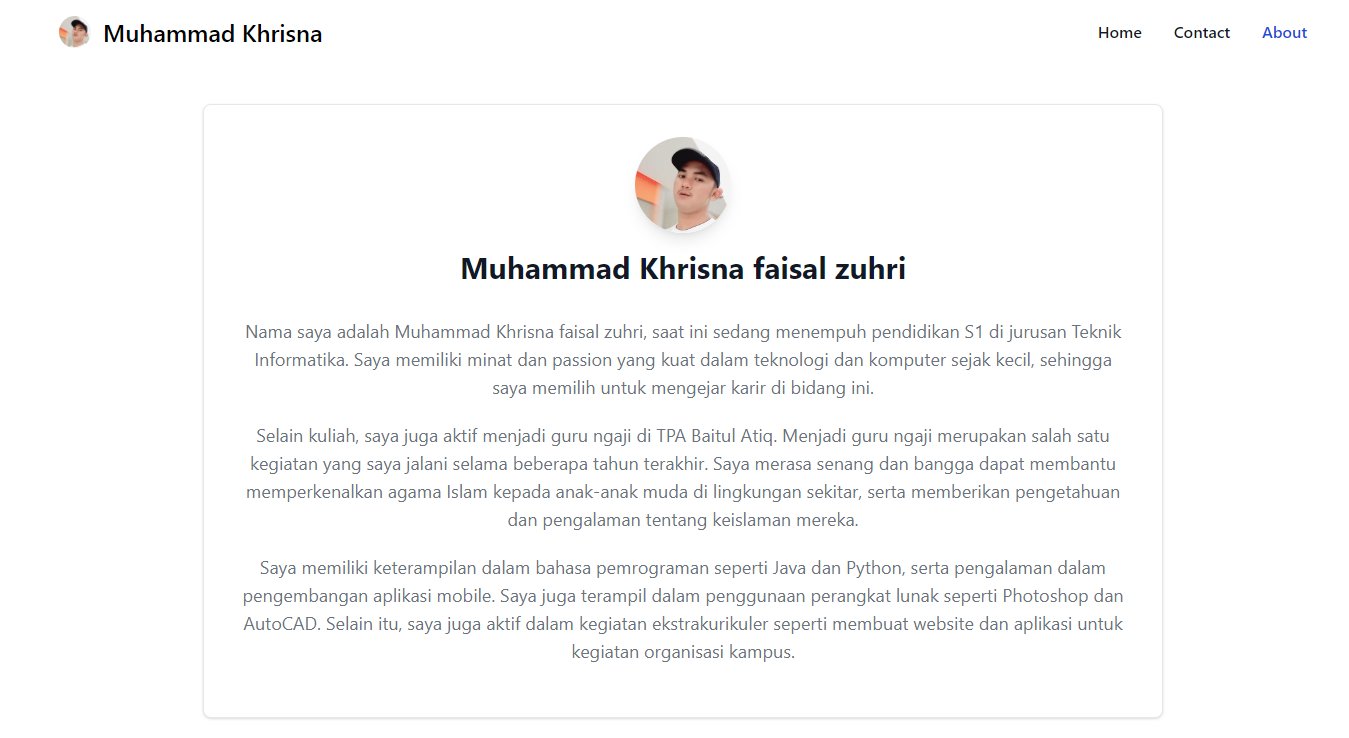 Muhammad Khrisna
Home Contact About
Muhammad Khrisna faisal zuhri
Nama saya adalah Muhammad Khrisna faisal zuhri, saat ini sedang menempuh pendidikan S1 di jurusan Teknik
Informatika. Saya memiliki minat dan passion yang kuat dalam teknologi dan komputer sejak kecil, sehingga
saya memilih untuk mengejar karir di bidang ini.
Selain kuliah, saya juga aktif menjadi guru ngaji di TPA Baitul Atiq. Menjadi guru ngaji merupakan salah satu
kegiatan yang saya jalani selama beberapa tahun terakhir. Saya merasa senang dan bangga dapat membantu
memperkenalkan agama Islam kepada anak-anak muda di lingkungan sekitar, serta memberikan pengetahuan
dan pengalaman tentang keislaman mereka.
Saya memiliki keterampilan dalam bahasa pemrograman seperti Java dan Python, serta pengalaman dalam
pengembangan aplikasi mobile. Saya juga terampil dalam penggunaan perangkat lunak seperti Photoshop dan
AutoCAD. Selain itu, saya juga aktif dalam kegiatan ekstrakurikuler seperti membuat website dan aplikasi untuk
kegiatan organisasi kampus.